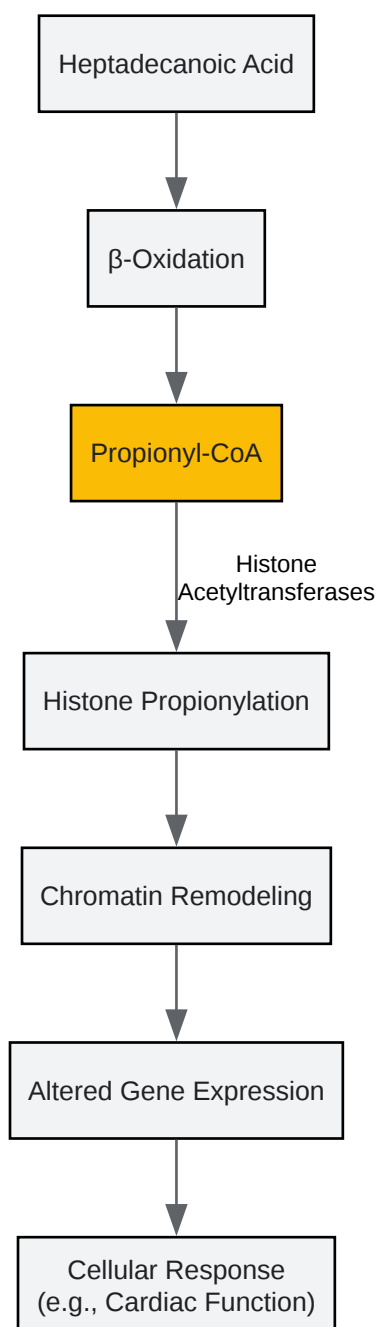 Heptadecanoic Acid
β-Oxidation
Propionyl-CoA
Histone
Acetyltransferases
Histone Propionylation
Chromatin Remodeling
Altered Gene Expression
Cellular Response
(e.g., Cardiac Function)